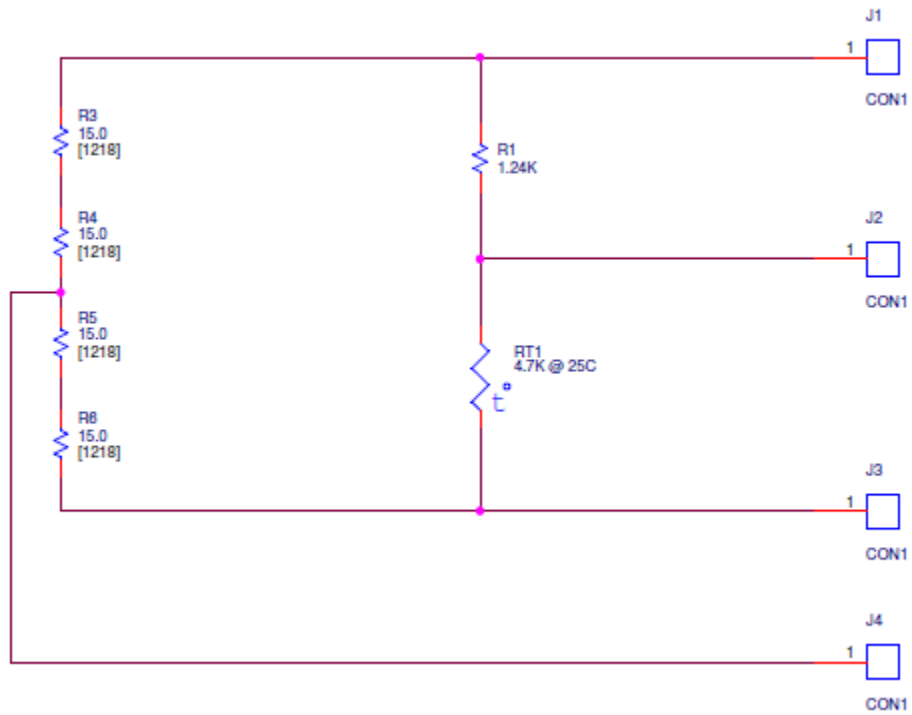 J1
1
CON1
R3
15.0
[1218]
R1
1.24K
R4
15.0
[1218]
J2
1
CON1
R5
15.0
[1218]
RT1
4.7K @ 25C
t°
R6
15.0
[1218]
J3
1
CON1
J4
1
CON1